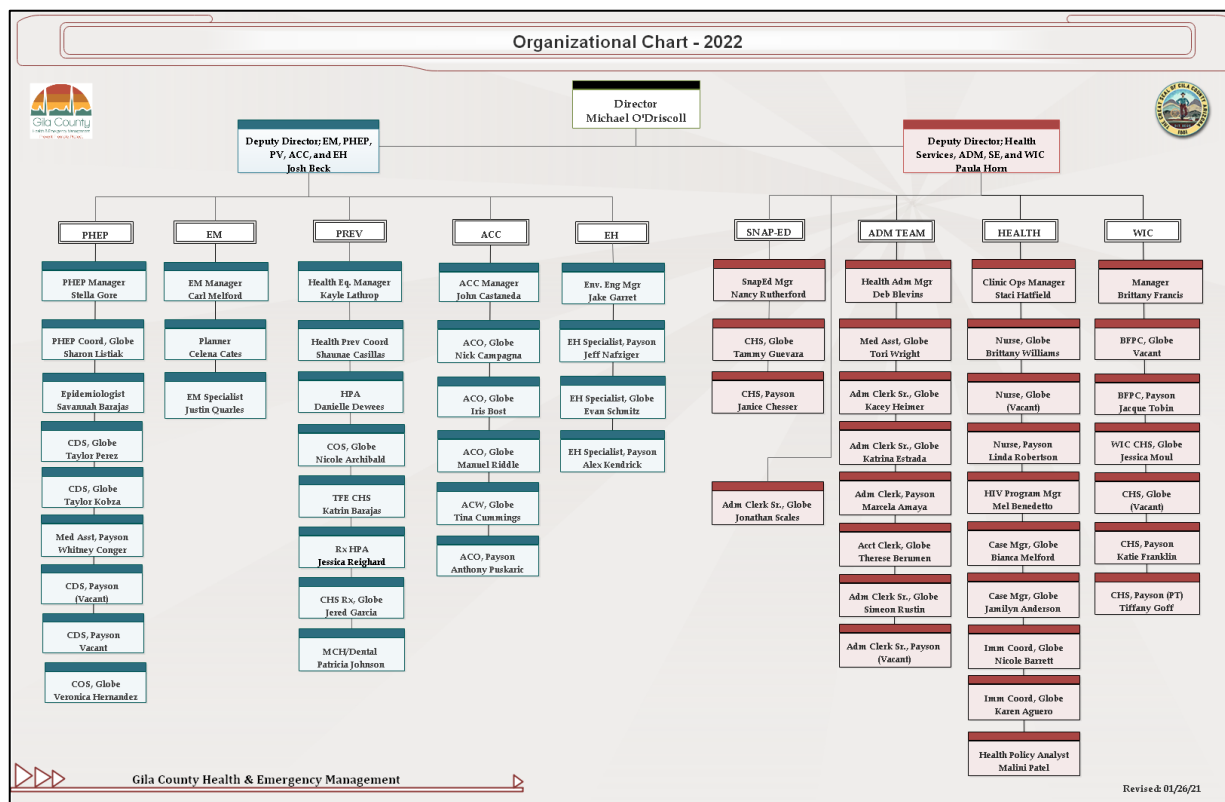 Organizational Chart - 2022
Gila County
Director
Michael O'Driscoll
Deputy Director; EM, PHEP,
PV, ACC, and EH
Josh Beck
Deputy Director; Health
Services, ADM, SE, and WIC
Paula Horn
PHEP
PHEP Manager
Stella Gore
PHEP Coord, Globe
Sharon Listiak
Epidemiologist
Savannah Barajas
CDS, Globe
Taylor Perez
CDS, Globe
Taylor Kobza
Med Asst, Payson
Whitney Conger
CDS, Payson
(Vacant)
CDS, Payson
Vacant
COS, Globe
Veronica Hernandez
EM
EM Manager
Carl Melford
Planner
Celena Cates
EM Specialist
Justin Quarles
PREV
Health Eq. Manager
Kayle Lathrop
Health Prev Coord
Shaunae Casillas
HPA
Danielle Dewees
COS, Globe
Nicole Archibald
TFE CHS
Katrin Barajas
Rx HPA
Jessica Reighard
CHS Rx, Globe
Jered Garcia
MCH/Dental
Patricia Johnson
ACC
ACC Manager
John Castaneda
ACO, Globe
Nick Campagna
ACO, Globe
Iris Bost
ACO, Globe
Manuel Riddle
ACW, Globe
Tina Cummings
ACO, Payson
Anthony Puskaric
EH
Env. Eng Mgr
Jake Garret
EH Specialist, Payson
Jeff Nafziger
EH Specialist, Globe
Evan Schmitz
EH Specialist, Payson
Alex Kendrick
SNAP-ED
SnapEd Mgr
Nancy Rutherford
CHS, Globe
Tammy Guevara
CHS, Payson
Janice Chesser
Adm Clerk Sr., Globe
Jonathan Scales
ADM TEAM
Health Adm Mgr
Deb Blevins
Med Asst, Globe
Tori Wright
Adm Clerk Sr., Globe
Kacey Heimer
Adm Clerk Sr., Globe
Katrina Estrada
Adm Clerk, Payson
Marcela Amaya
Acct Clerk, Globe
Therese Berumen
Adm Clerk Sr., Globe
Simeon Rustin
Adm Clerk Sr., Payson
(Vacant)
HEALTH
Clinic Ops Manager
Staci Hatfield
Nurse, Globe
Brittany Williams
Nurse, Globe
(Vacant)
Nurse, Payson
Linda Robertson
HIV Program Mgr
Mel Benedetto
Case Mgr, Globe
Bianca Melford
Case Mgr, Globe
Jamilyn Anderson
Imm Coord, Globe
Nicole Barrett
Imm Coord, Globe
Karen Aguero
Health Policy Analyst
Malini Patel
WIC
Manager
Brittany Francis
BFPC, Globe
Vacant
BFPC, Payson
Jacque Tobin
WIC CHS, Globe
Jessica Moul
CHS, Globe
(Vacant)
CHS, Payson
Katie Franklin
CHS, Payson (PT)
Tiffany Goff
Gila County Health & Emergency Management
Revised: 01/26/21